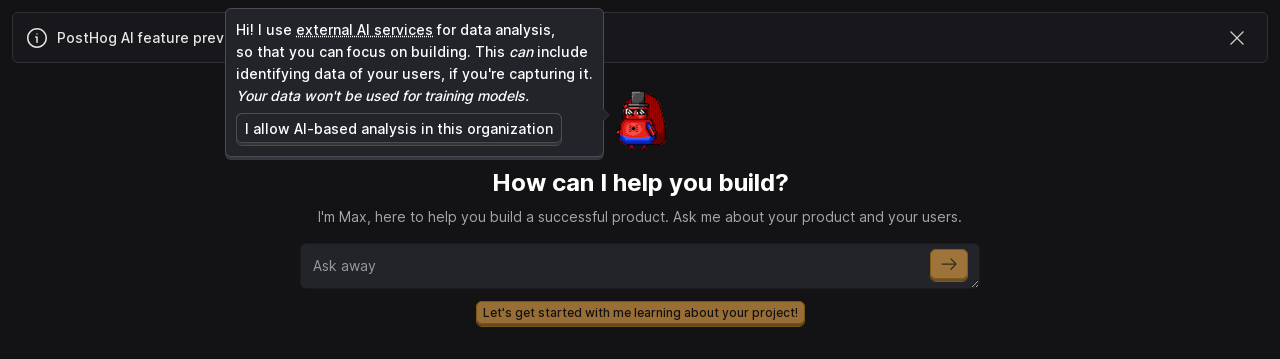 PostHog AI feature prev
Hi! I use external AI services for data analysis,
so that you can focus on building. This can include
identifying data of your users, if you're capturing it.
Your data won't be used for training models.
I allow AI-based analysis in this organization
How can I help you build?
I'm Max, here to help you build a successful product. Ask me about your product and your users.
Ask away
Let's get started with me learning about your project!